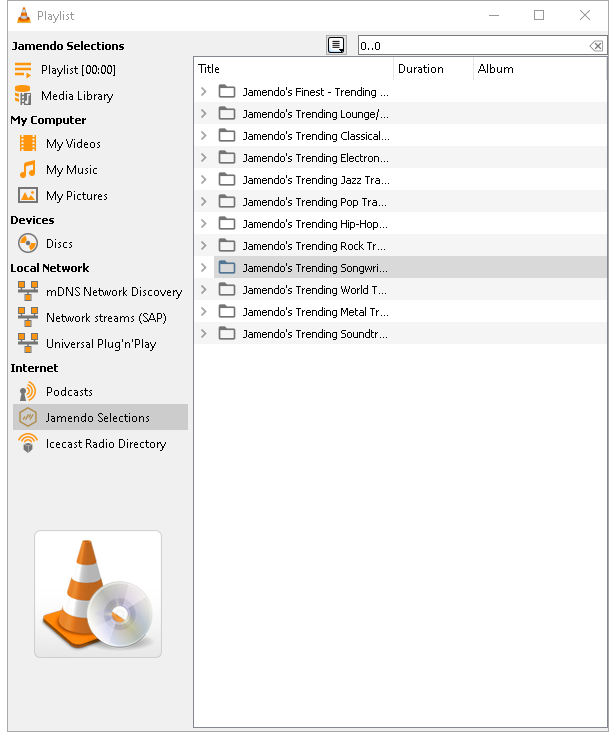 Playlist
Jamendo Selections
0..0
Playlist [00:00]
Media Library
My Computer
My Videos
My Music
My Pictures
Devices
Discs
Local Network
mDNS Network Discovery
Network streams (SAP)
Universal Plug'n'Play
Internet
Podcasts
Jamendo Selections
Icecast Radio Directory
Title Duration Album
Jamendo's Finest - Trending ...
Jamendo's Trending Lounge/...
Jamendo's Trending Classical...
Jamendo's Trending Electron...
Jamendo's Trending Jazz Tra...
Jamendo's Trending Pop Tra...
Jamendo's Trending Hip-Hop...
Jamendo's Trending Rock Tr...
Jamendo's Trending Songwri...
Jamendo's Trending World T...
Jamendo's Trending Metal Tr...
Jamendo's Trending Soundtr...